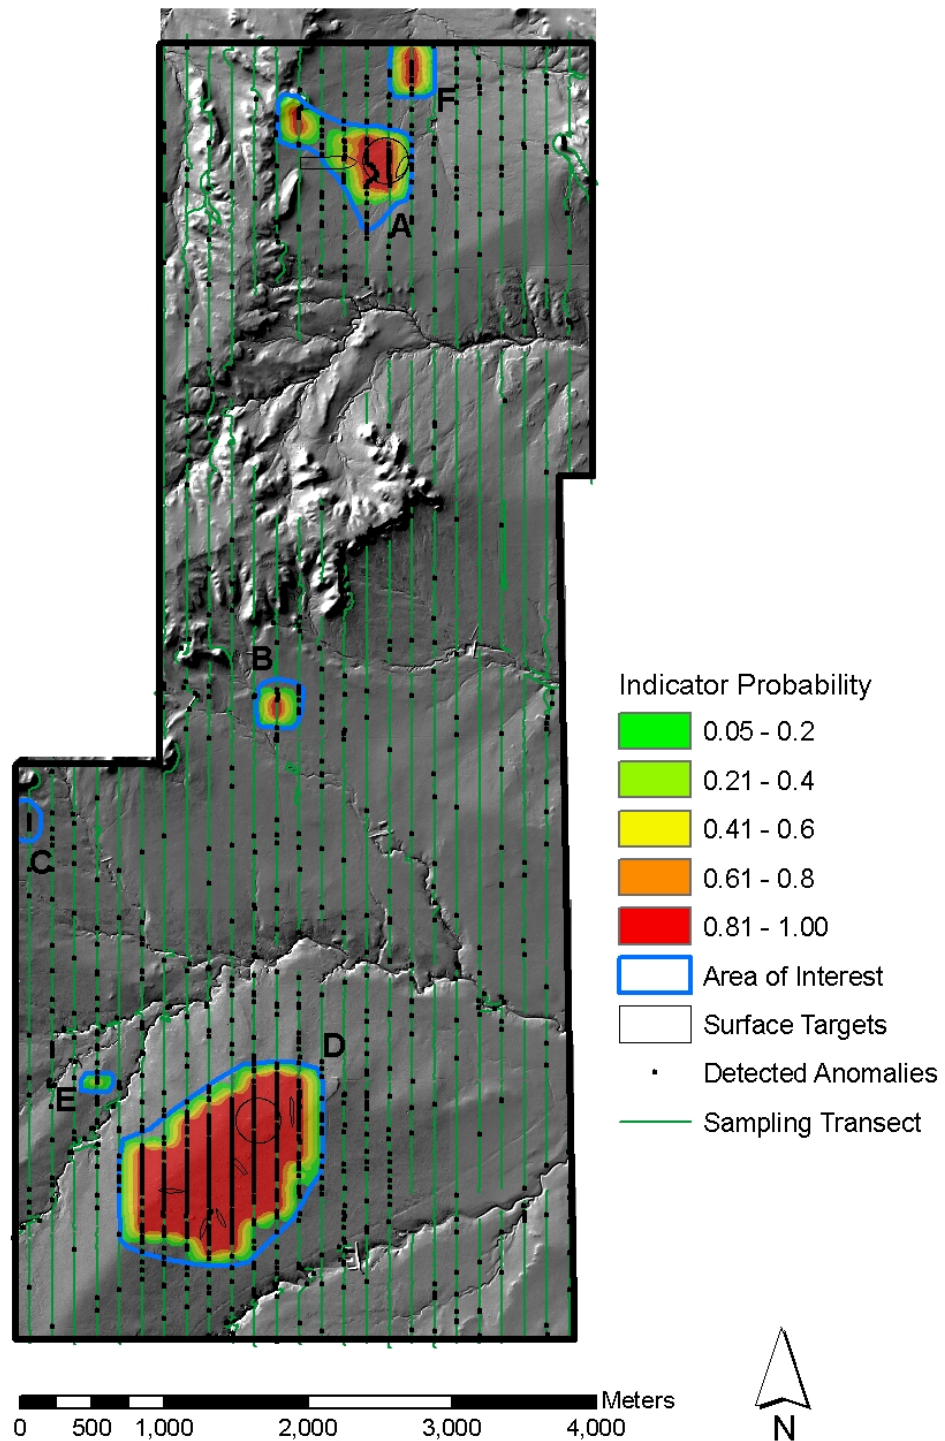 F
A
B
C
D
E
Indicator Probability
0.05 - 0.2
0.21 - 0.4
0.41 - 0.6
0.61 - 0.8
0.81 - 1.00
Area of Interest
Surface Targets
Detected Anomalies
Sampling Transect
Meters
0 500 1,000 2,000 3,000 4,000
N